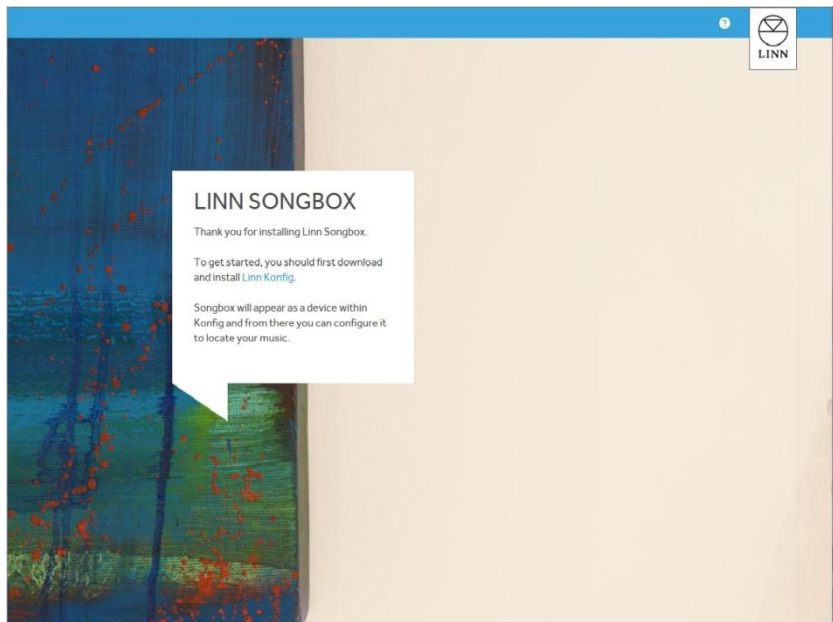 ?
LINN
LINN SONGBOX
Thank you for installing Linn Songbox.
To get started, you should first download
and install Linn Konfig.
Songbox will appear as a device within
Konfig and from there you can configure it
to locate your music.